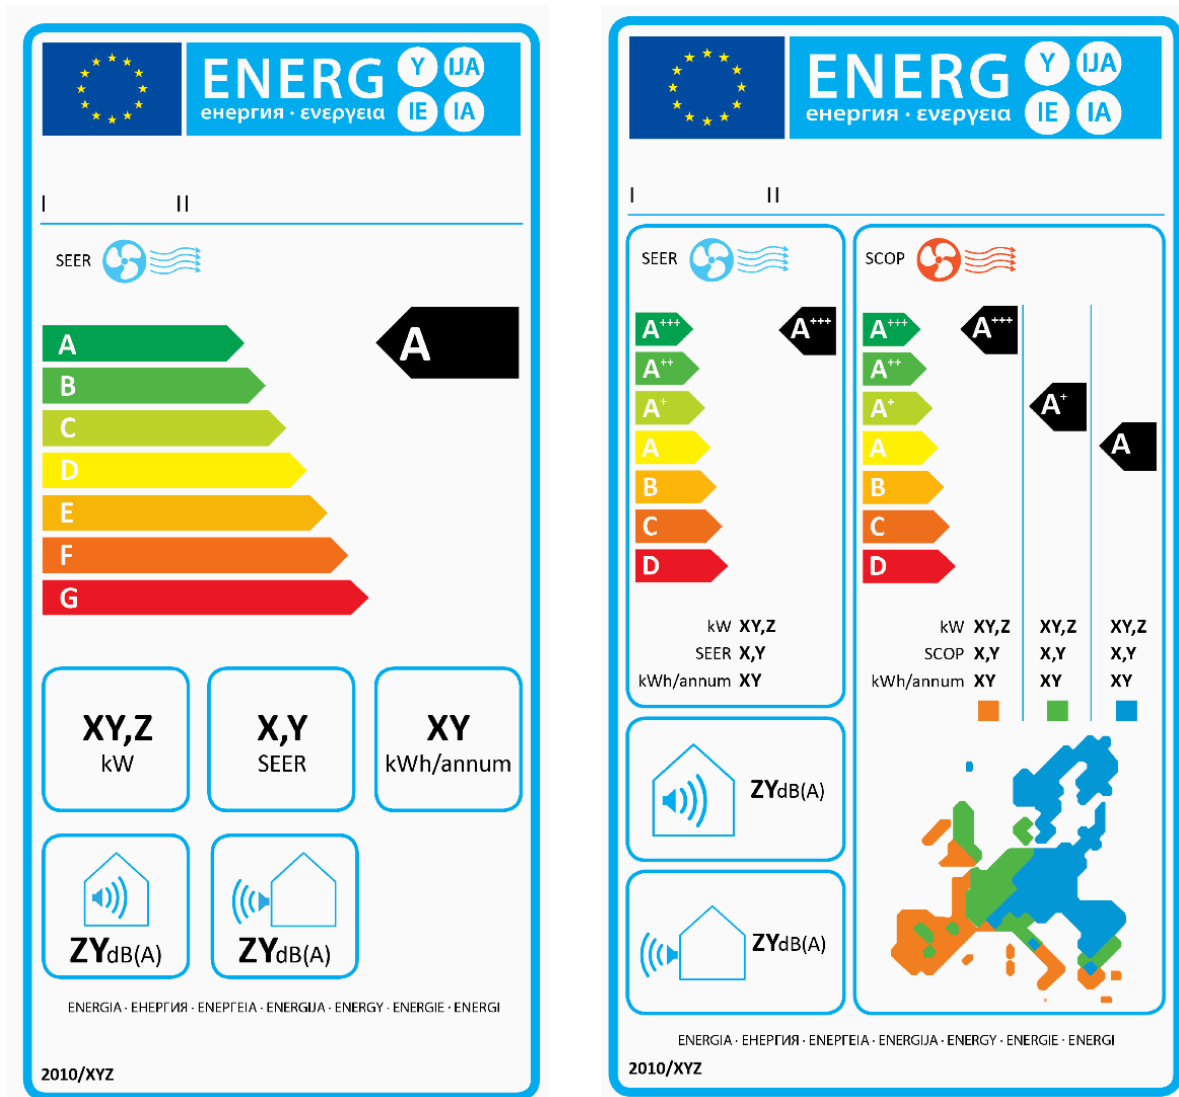 ENERG Y IJA
енергия · ενεργεια IE IA
I II
SEER
A A
B
C
D
E
F
G
XY,Z X,Y XY
kW SEER kWh/annum
ZYdB(A) ZYdB(A)
ENERGIA · ЕНЕРГИЯ · ΕΝΕΡΓΕΙΑ · ENERGIJA · ENERGY · ENERGIE · ENERGI
2010/XYZ
ENERG Y IJA
енергия · ενεργεια IE IA
I II
SEER
A+++ A+++
A++
A+
A
B
C
D
kW XY,Z
SEER X,Y
kWh/annum XY
SCOP
A+++ A+++
A++
A+ A+
A A
B
C
D
kW XY,Z XY,Z XY,Z
SCOP X,Y X,Y X,Y
kWh/annum XY XY XY
ZYdB(A)
ZYdB(A)
ENERGIA · ЕНЕРГИЯ · ΕΝΕΡΓΕΙΑ · ENERGIJA · ENERGY · ENERGIE · ENERGI
2010/XYZ